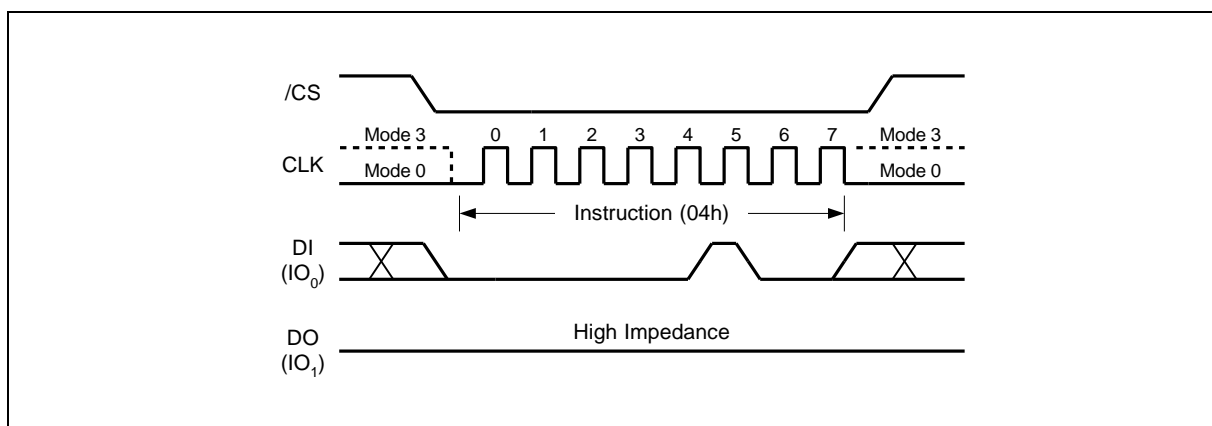 /CS
Mode 3 0 1 2 3 4 5 6 7 Mode 3
CLK
Mode 0 Mode 0
Instruction (04h)
DI
(IO₀)
High Impedance
DO
(IO₁)